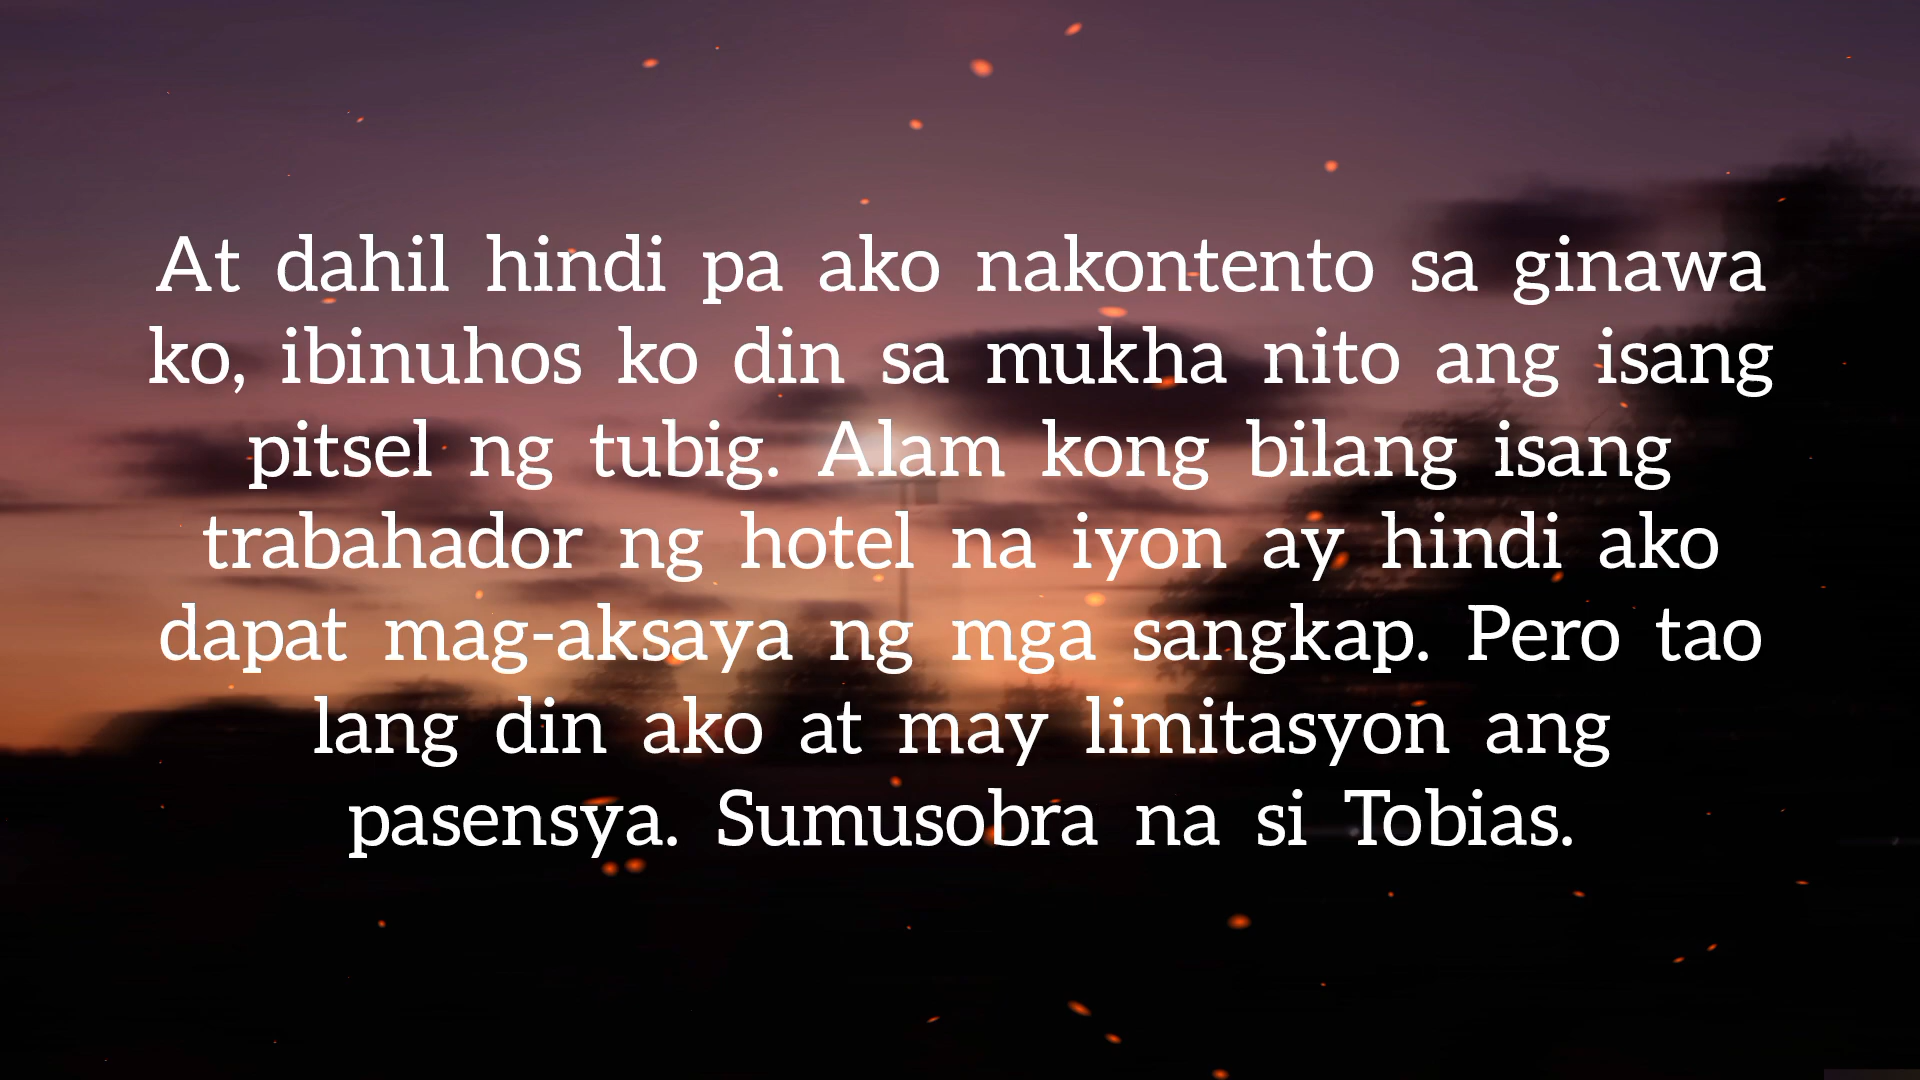 At dahil hindi pa ako nakontento sa ginawa
ko, ibinuhos ko din sa mukha nito ang isang
pitsel ng tubig. Alam kong bilang isang
trabahador ng hotel na iyon ay hindi ako
dapat mag-aksaya ng mga sangkap. Pero tao
lang din ako at may limitasyon ang
pasensya. Sumusobra na si Tobias.